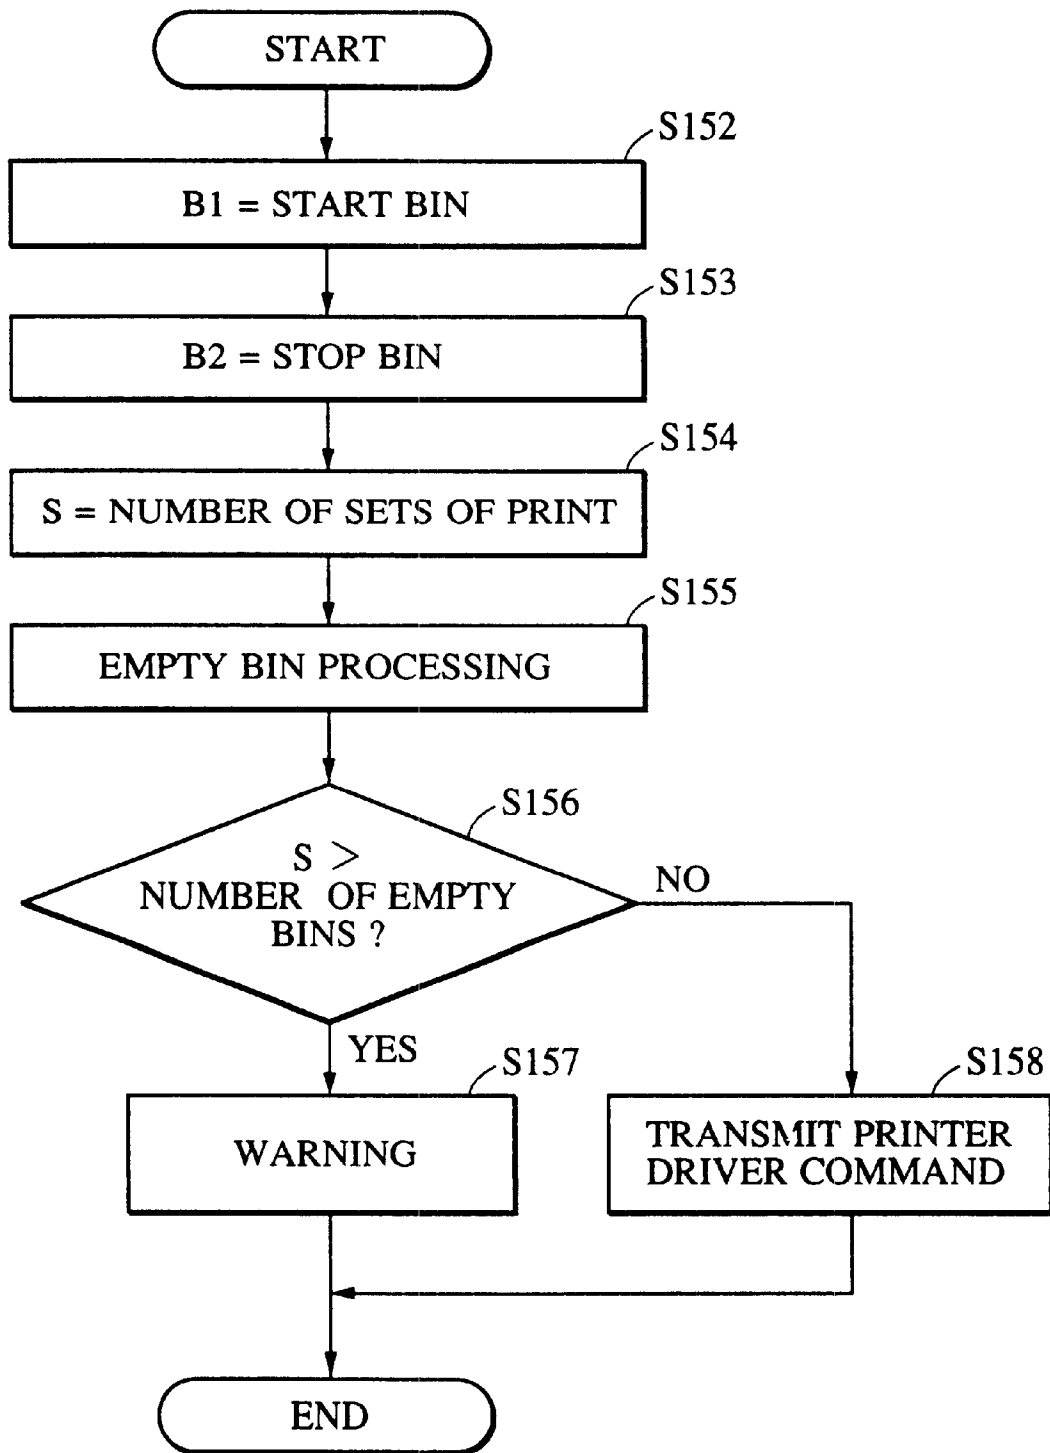 START
S152
B1 = START BIN
S153
B2 = STOP BIN
S154
S = NUMBER OF SETS OF PRINT
S155
EMPTY BIN PROCESSING
S156
S >
NUMBER OF EMPTY
BINS ?
NO
YES
S157
WARNING
S158
TRANSMIT PRINTER
DRIVER COMMAND
END